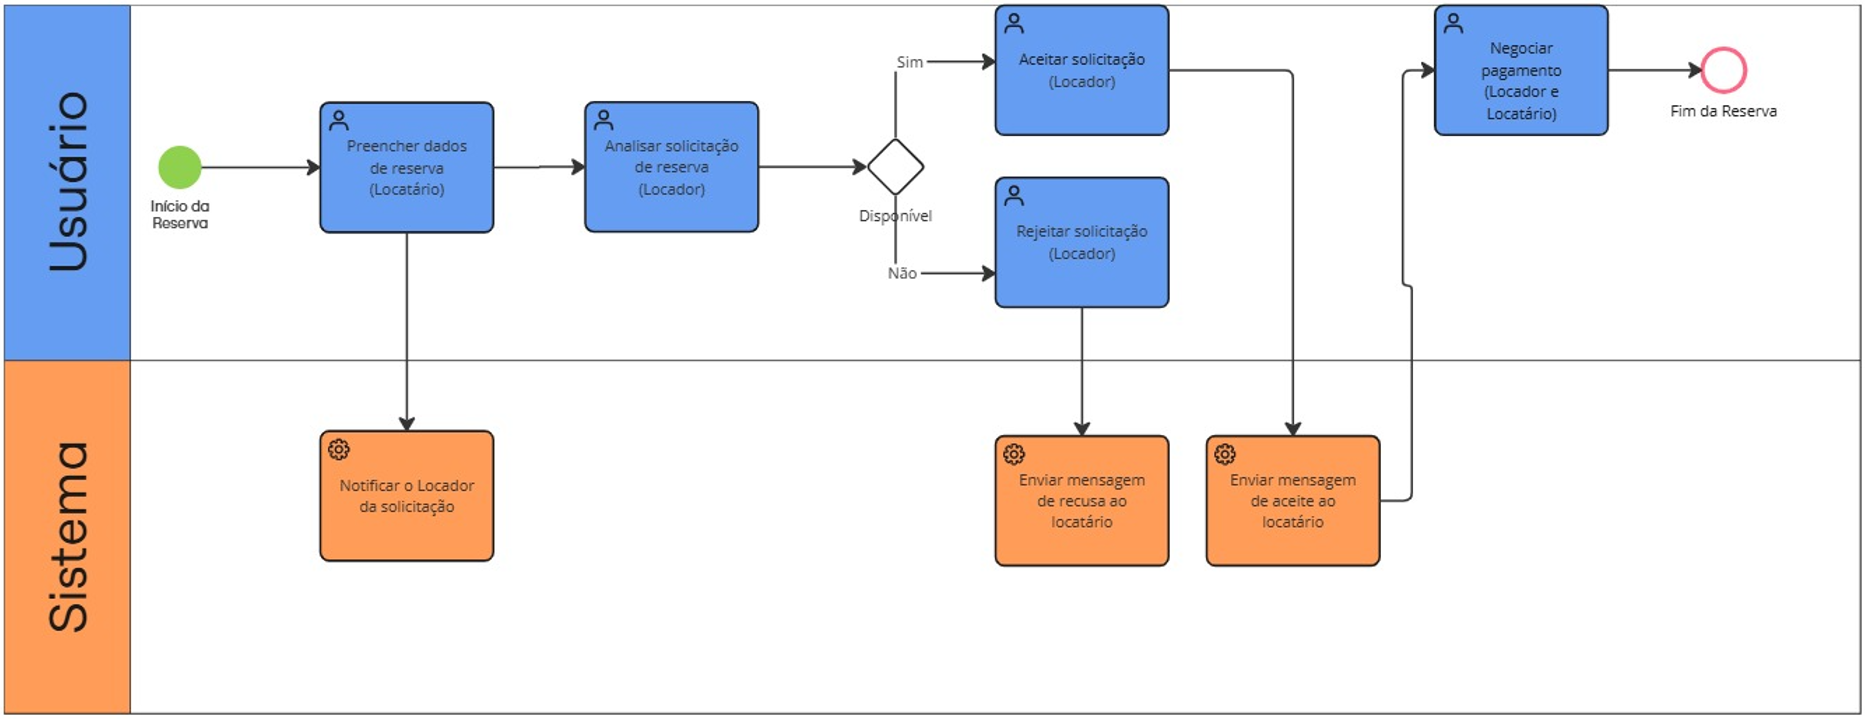 Usuário
Início da
Reserva
Preencher dados
de reserva
(Locatário)
Analisar solicitação
de reserva
(Locador)
Disponível
Sim
Não
Aceitar solicitação
(Locador)
Rejeitar solicitação
(Locador)
Negociar
pagamento
(Locador e
Locatário)
Fim da Reserva
Sistema
Notificar o Locador
da solicitação
Enviar mensagem
de recusa ao
locatário
Enviar mensagem
de aceite ao
locatário